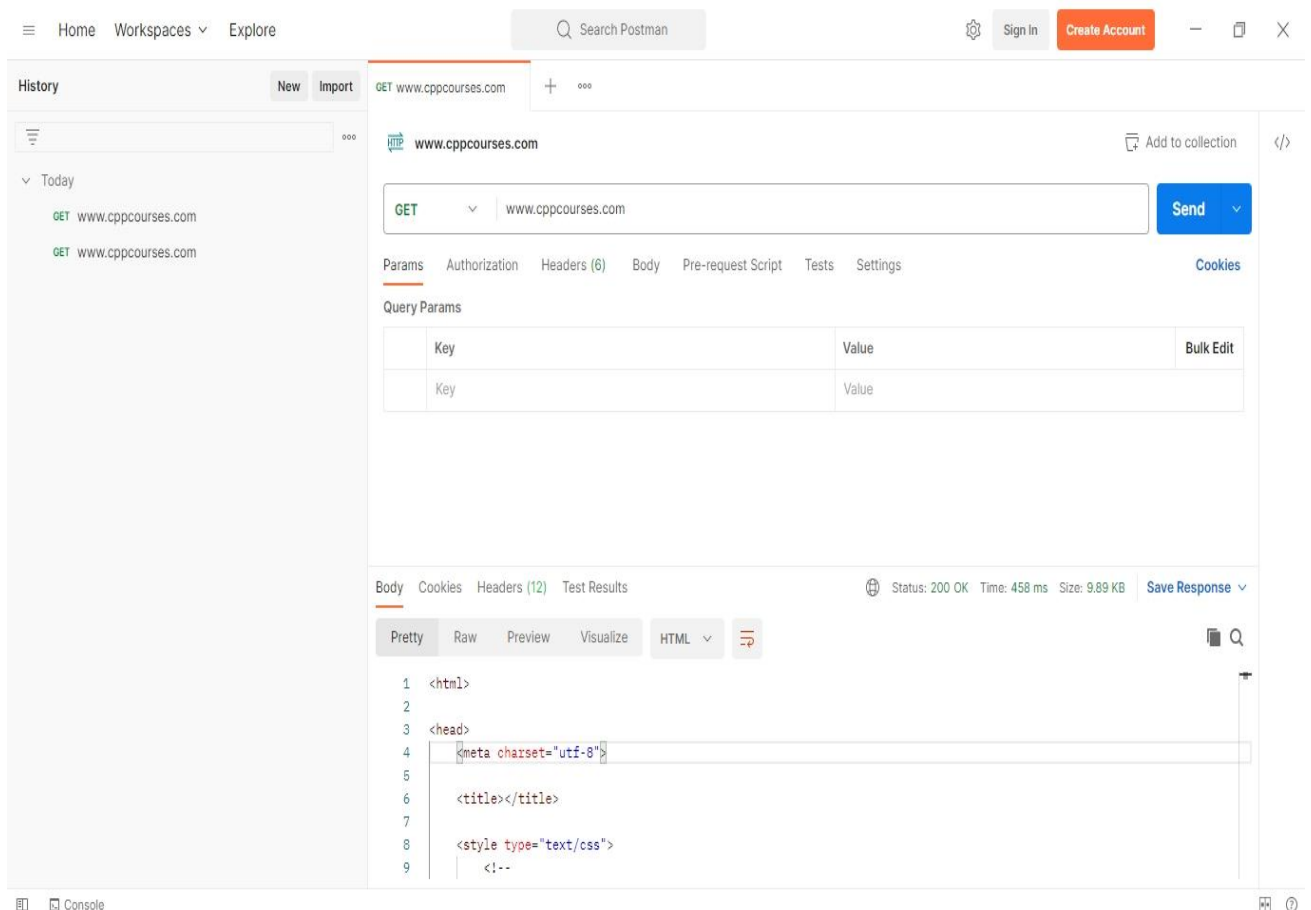 Home Workspaces Explore Search Postman Sign In Create Account
History New Import
GET www.cppcourses.com
Today
GET www.cppcourses.com
GET www.cppcourses.com
HTTP www.cppcourses.com Add to collection </>
GET www.cppcourses.com Send
Params Authorization Headers (6) Body Pre-request Script Tests Settings Cookies
Query Params
Key Value Bulk Edit
Key Value
Body Cookies Headers (12) Test Results Status: 200 OK Time: 458 ms Size: 9.89 KB Save Response
Pretty Raw Preview Visualize HTML
1 <html>
2
3 <head>
4 <meta charset="utf-8">
5
6 <title></title>
7
8 <style type="text/css">
9 <!--
Console